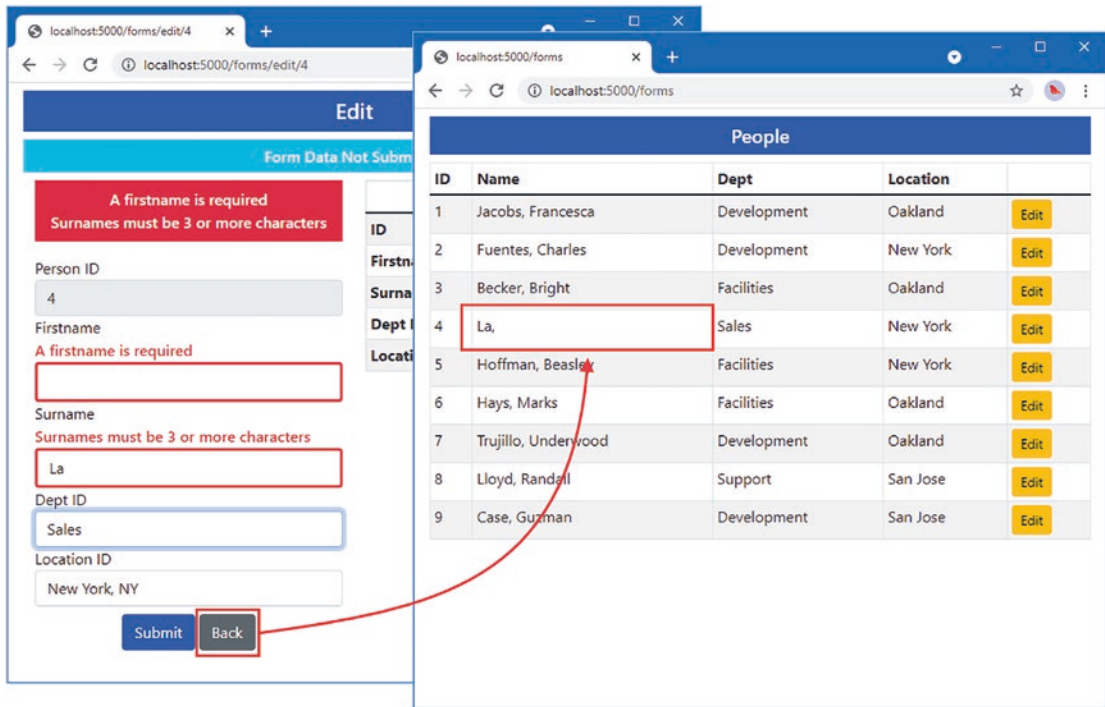 localhost:5000/forms/edit/4
localhost:5000/forms/edit/4
Edit
Form Data Not Subm
A firstname is required
Surnames must be 3 or more characters
Person ID
4
Firstname
A firstname is required
Surname
Surnames must be 3 or more characters
La
Dept ID
Sales
Location ID
New York, NY
Submit Back
ID
Firstn
Surna
Dept I
Locati
localhost:5000/forms
localhost:5000/forms
People
ID Name Dept Location
1 Jacobs, Francesca Development Oakland Edit
2 Fuentes, Charles Development New York Edit
3 Becker, Bright Facilities Oakland Edit
4 La, Sales New York Edit
5 Hoffman, Beasley Facilities New York Edit
6 Hays, Marks Facilities Oakland Edit
7 Trujillo, Underwood Development Oakland Edit
8 Lloyd, Randall Support San Jose Edit
9 Case, Guzman Development San Jose Edit